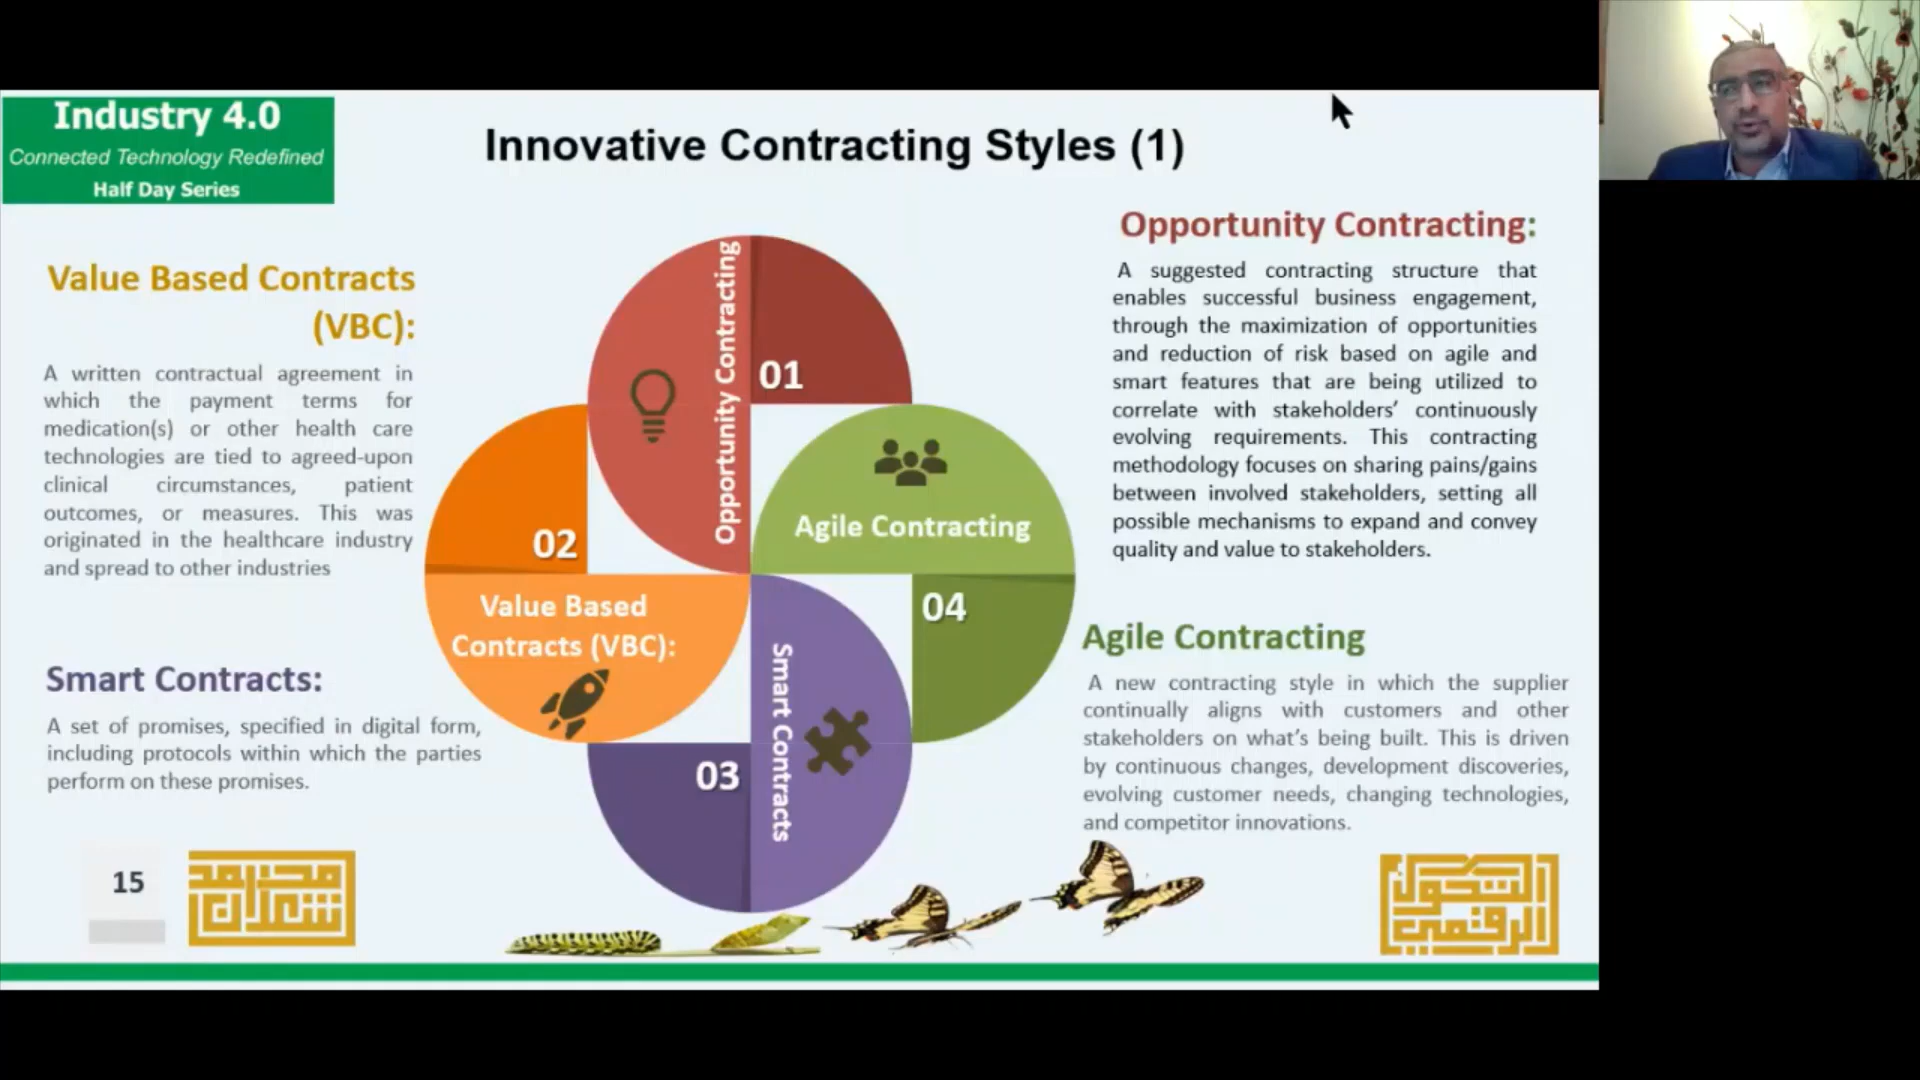 Industry 4.0
Connected Technology Redefined
Half Day Series
Innovative Contracting Styles (1)
Value Based Contracts
(VBC):
A written contractual agreement in
which the payment terms for
medication(s) or other health care
technologies are tied to agreed-upon
clinical circumstances, patient
outcomes, or measures. This was
originated in the healthcare industry
and spread to other industries
Smart Contracts:
A set of promises, specified in digital form,
including protocols within which the parties
perform on these promises.
Opportunity Contracting
01
02
Value Based
Contracts (VBC):
Agile Contracting
04
03
Smart Contracts
Opportunity Contracting:
A suggested contracting structure that
enables successful business engagement,
through the maximization of opportunities
and reduction of risk based on agile and
smart features that are being utilized to
correlate with stakeholders’ continuously
evolving requirements. This contracting
methodology focuses on sharing pains/gains
between involved stakeholders, setting all
possible mechanisms to expand and convey
quality and value to stakeholders.
Agile Contracting
A new contracting style in which the supplier
continually aligns with customers and other
stakeholders on what’s being built. This is driven
by continuous changes, development discoveries,
evolving customer needs, changing technologies,
and competitor innovations.
15
التحول
الرقمي